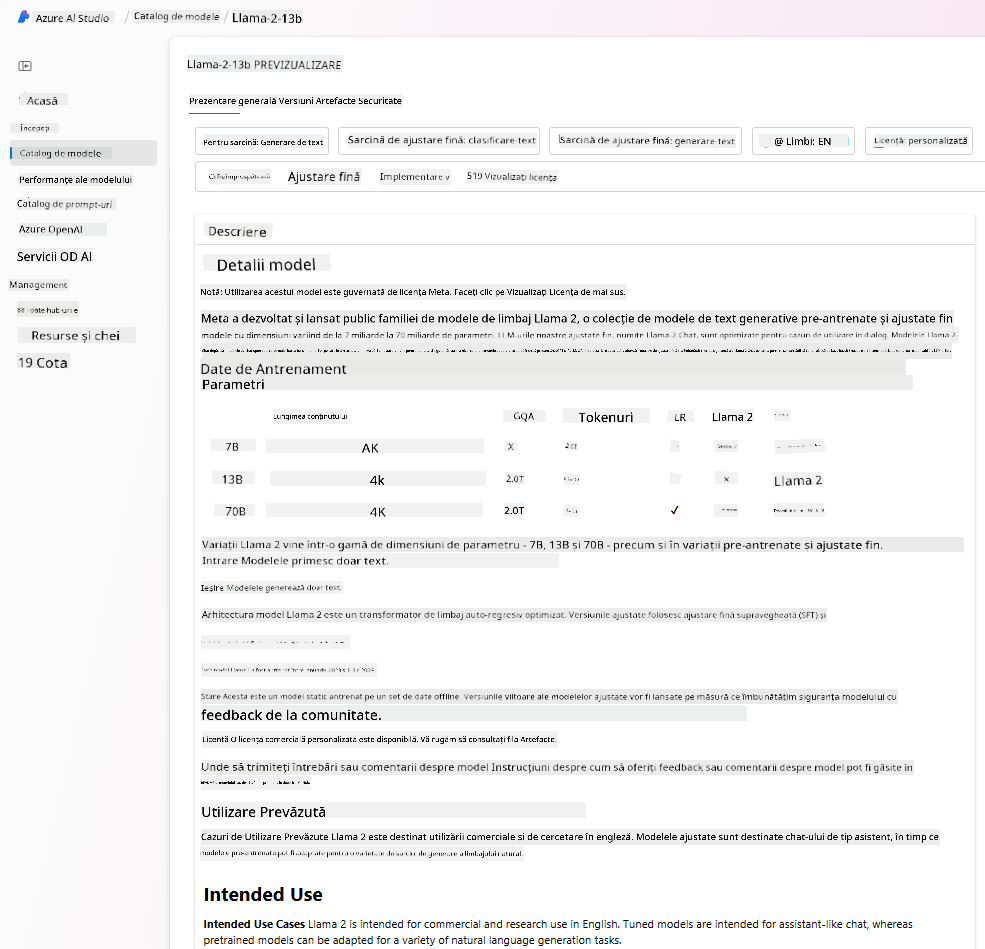 Azure AI Studio / Catalog de modele / Llama-2-13b
Llama-2-13b PREVIZUALIZARE
Acasă
Începep
Catalog de modele
Performanțe ale modelului
Catalog de prompt-uri
Azure OpenAI
Servicii OD AI
Management
88 Toate hub-urile
Resurse și chei
19 Cota
Prezentare generală Versiuni Artefacte Securitate
Pentru sarcină: Generare de text
Sarcină de ajustare fină: clasificare-text
Sarcină de ajustare fină: generare-text
@ Limbi: EN
Licență: personalizată
Reîmprospătează
Ajustare fină
Implementare v
519 Vizualizați licența
Descriere
Detalii model
Notă: Utilizarea acestui model este guvernată de licența Meta. Faceți clic pe Vizualizați Licența de mai sus.
Meta a dezvoltat și lansat public familiei de modele de limbaj Llama 2, o colecție de modele de text generative pre-antrenate și ajustate fin
modele cu dimensiuni variind de la 7 miliarde la 70 miliarde de parametri. LLM-urile noastre ajustate fin, numite Llama-2-Chat, sunt optimizate pentru cazuri de utilizare în dialog. Modelele Llama-2-
Date de Antrenament
Parametri
Lungimea conținutului GQA Tokenuri LR Llama 2
7B AK X 2.0T
13B 4k 2.0T x Llama 2
70B 4K 2.0T ✓
Variații Llama 2 vine într-o gamă de dimensiuni de parametru - 7B, 13B și 70B - precum și în variații pre-antrenate și ajustate fin.
Intrare Modelele primesc doar text.
Ieșire Modelele generează doar text.
Arhitectura model Llama 2 este un transformator de limbaj auto-regresiv optimizat. Versiunile ajustate folosesc ajustare fină supravegheată (SFT) și
Stare Acesta este un model static antrenat pe un set de date offline. Versiunile viitoare ale modelelor ajustate vor fi lansate pe măsură ce îmbunătățim siguranța modelului cu
feedback de la comunitate.
Licență O licență comercială personalizată este disponibilă. Vă rugăm să consultați fila Artefacte.
Unde să trimiteți întrebări sau comentarii despre model Instrucțiuni despre cum să oferiți feedback sau comentarii despre model pot fi găsite în
Utilizare Prevăzută
Cazuri de Utilizare Prevăzute Llama 2 este destinat utilizării comerciale și de cercetare în engleză. Modelele ajustate sunt destinate chat-ului de tip asistent, în timp ce
modelele pre-antrenate pot fi adaptate pentru o varietate de sarcini de generare a limbajului natural.
Intended Use
Intended Use Cases Llama 2 is intended for commercial and research use in English. Tuned models are intended for assistant-like chat, whereas
pretrained models can be adapted for a variety of natural language generation tasks.